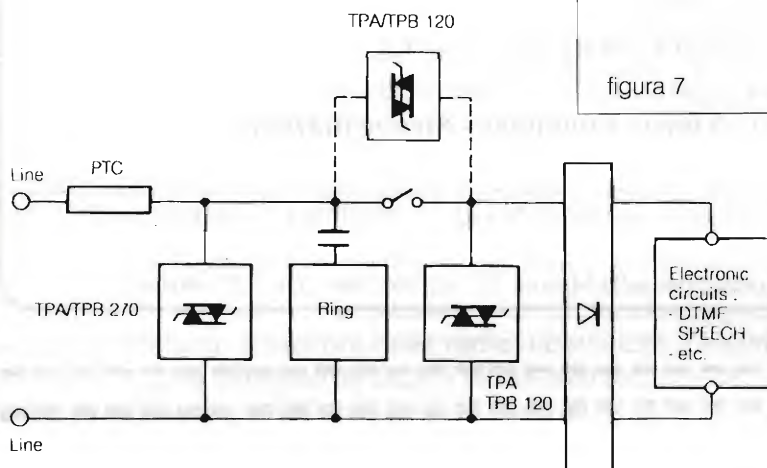 TPA/TPB 120
figura 7
Line
PTC
TPA/TPB 270
Ring
TPA
TPB 120
Electronic
circuits :
- DTMF
SPEECH
- etc.
Line